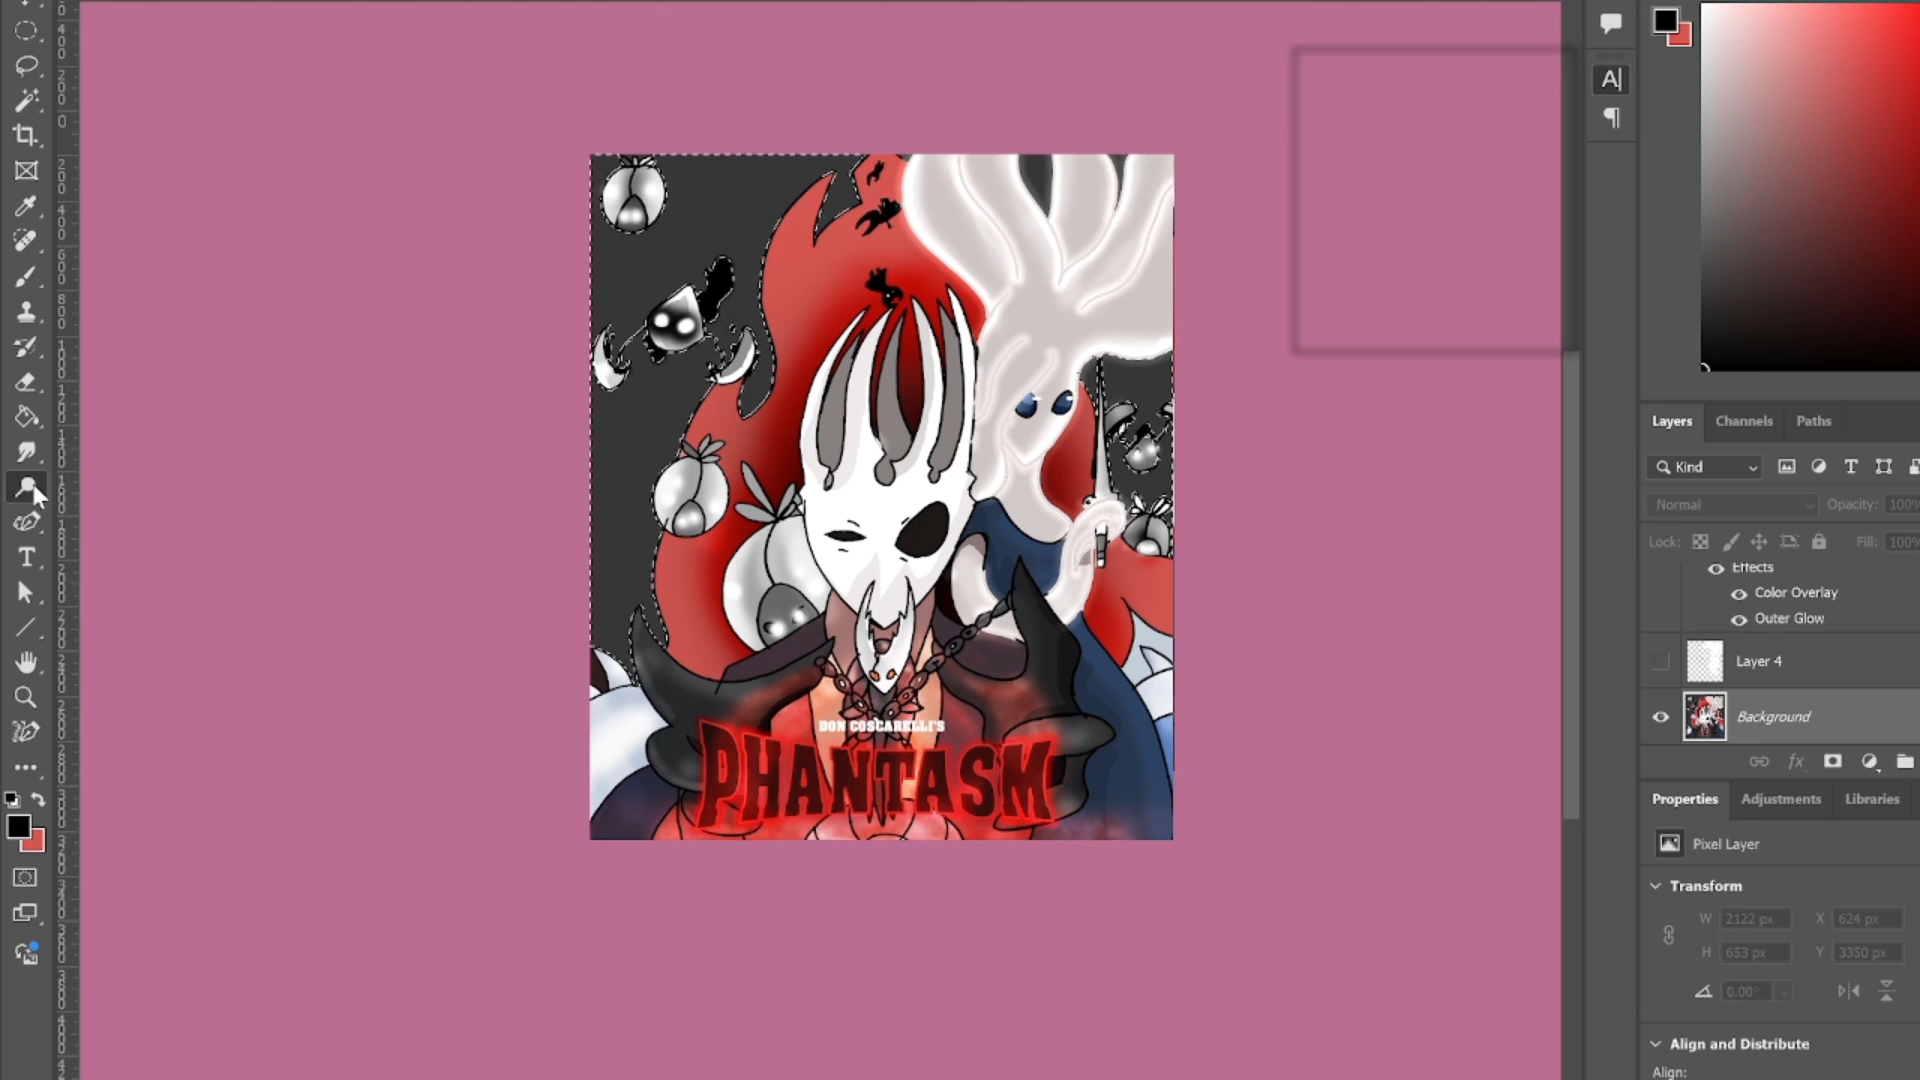 A|
¶
T
Layers Channels Paths
Kind
T
Normal Opacity: 100%
Lock: Fill: 100%
Effects
Color Overlay
Outer Glow
Layer 4
Background
fx
Properties Adjustments Libraries
Pixel Layer
Transform
W 2122 px X 624 px
H 653 px Y 3350 px
0.00°
Align and Distribute
Align:
DON COSCARELLI'S
PHANTASM